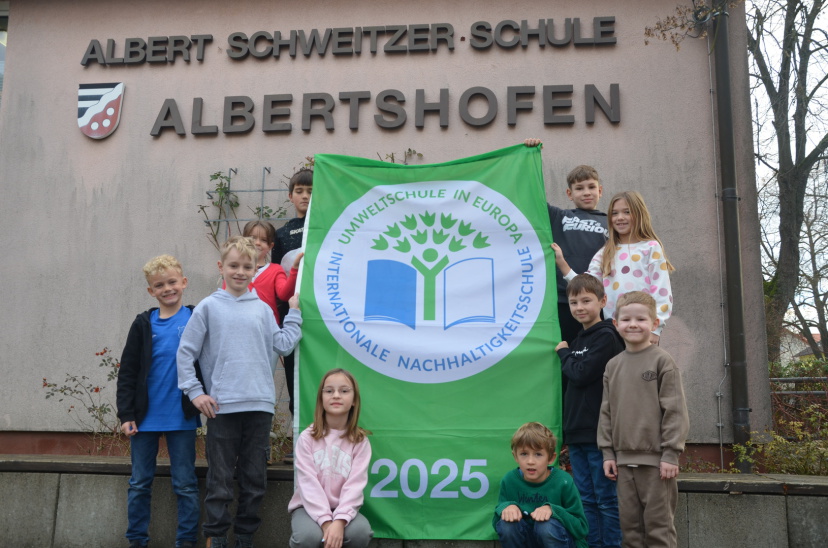 ALBERT SCHWEITZER·SCHULE
ALBERTSHOFEN
UMWELTSCHULE IN EUROPA
INTERNATIONALE NACHHALTIGKEITSSCHULE
2025